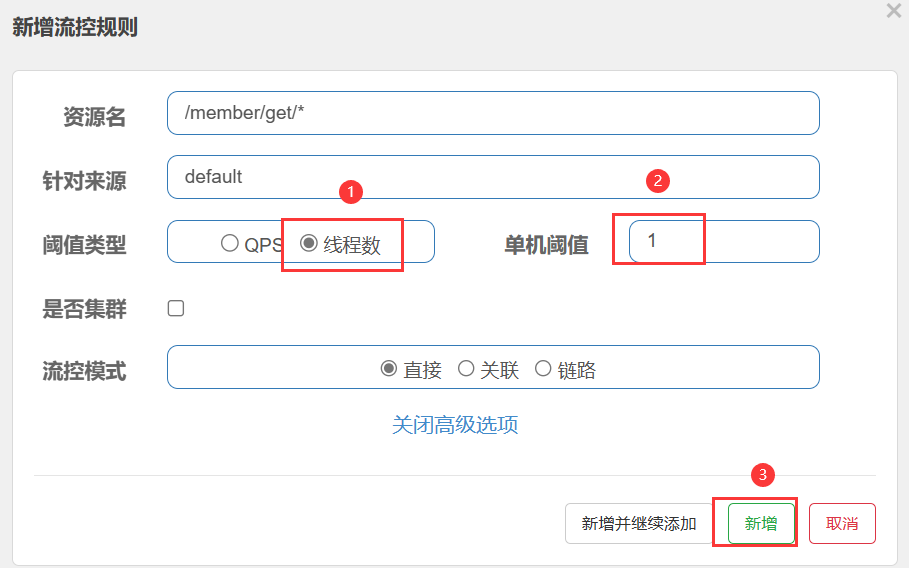 新增流控规则
×
资源名 /member/get/*
针对来源 default
1
2
阈值类型 QPS 线程数 单机阈值 1
是否集群
流控模式 直接 关联 链路
关闭高级选项
3
新增并继续添加 新增 取消